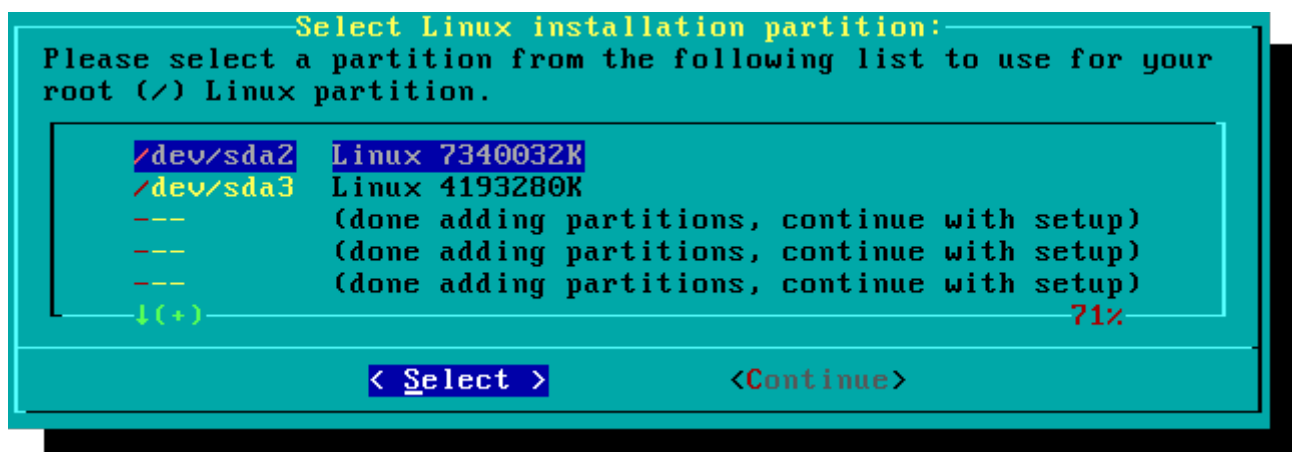 Select Linux installation partition:
Please select a partition from the following list to use for your
root (/) Linux partition.
/dev/sda2 Linux 7340032K
/dev/sda3 Linux 4193280K
--- (done adding partitions, continue with setup)
--- (done adding partitions, continue with setup)
--- (done adding partitions, continue with setup)
↓(+) 71%
< Select > <Continue>